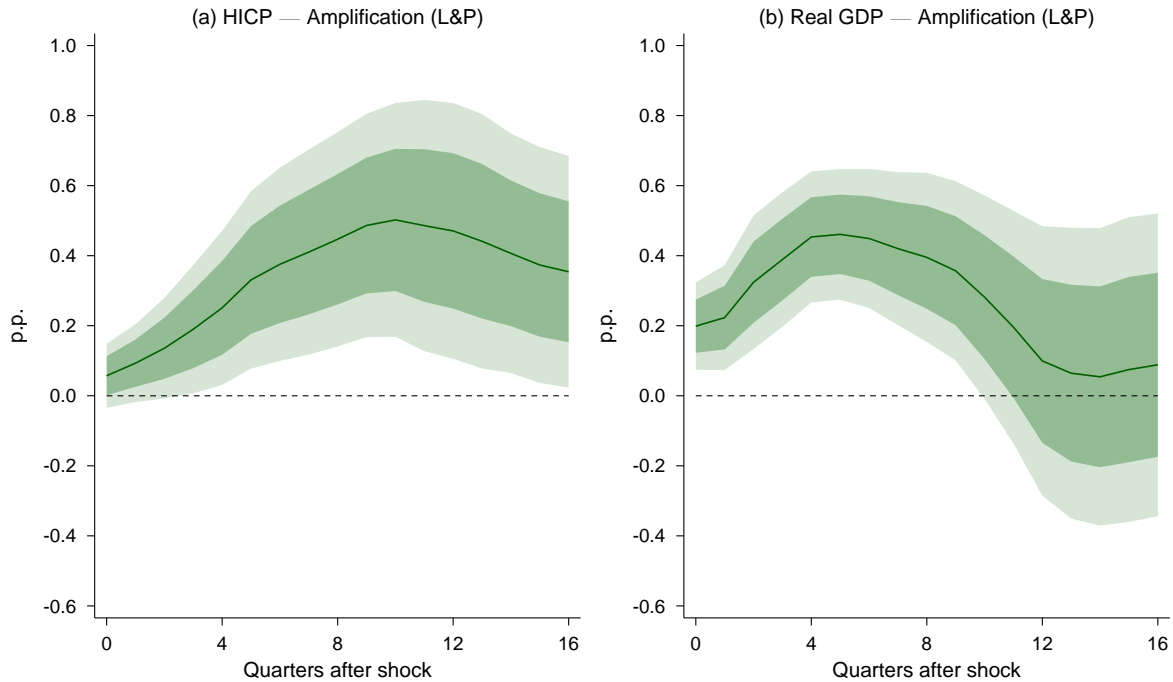 (a) HICP — Amplification (L&P)
p.p.
1.0
0.8
0.6
0.4
0.2
0.0
-0.2
-0.4
-0.6
0 4 8 12 16
Quarters after shock
(b) Real GDP — Amplification (L&P)
p.p.
1.0
0.8
0.6
0.4
0.2
0.0
-0.2
-0.4
-0.6
0 4 8 12 16
Quarters after shock